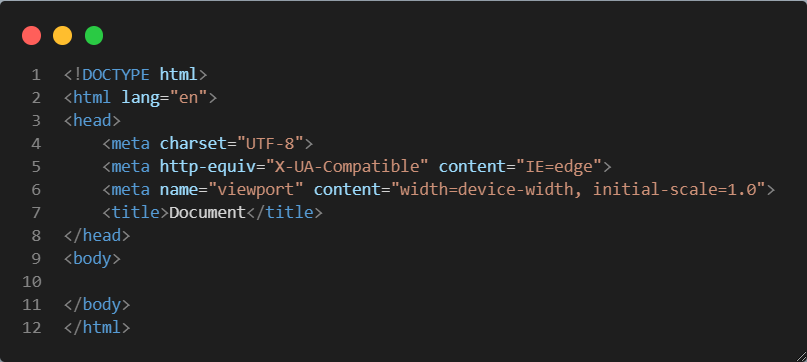 1 <!DOCTYPE html>
2 <html lang="en">
3 <head>
4     <meta charset="UTF-8">
5     <meta http-equiv="X-UA-Compatible" content="IE=edge">
6     <meta name="viewport" content="width=device-width, initial-scale=1.0">
7     <title>Document</title>
8 </head>
9 <body>
10
11 </body>
12 </html>